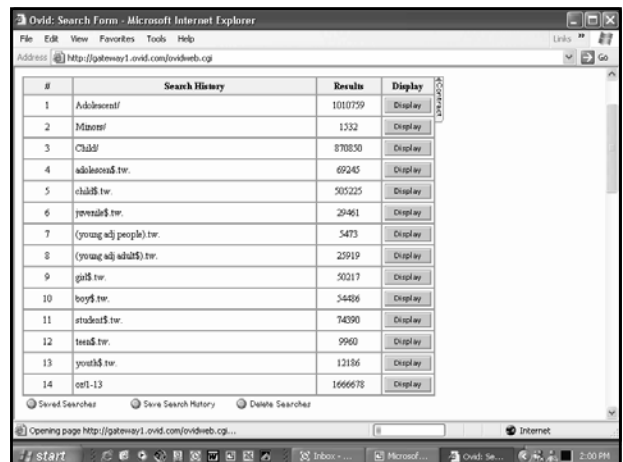 Ovid: Search Form - Microsoft Internet Explorer
File Edit View Favorites Tools Help Links »
Address http://gateway1.ovid.com/ovidweb.cgi Go
# Search History Results Display
Contract
1 Adolescent/ 1010759 Display
2 Minors/ 1532 Display
3 Child/ 870850 Display
4 adolescen$.tw. 69245 Display
5 child$.tw. 505225 Display
6 juvenile$.tw. 29461 Display
7 (young adj people).tw. 5473 Display
8 (young adj adult$).tw. 25919 Display
9 girl$.tw. 50217 Display
10 boy$.tw. 54486 Display
11 student$.tw. 74390 Display
12 teen$.tw. 9960 Display
13 youth$.tw. 12186 Display
14 or/1-13 1666678 Display
Saved Searches Save Search History Delete Searches
Opening page http://gateway1.ovid.com/ovidweb.cgi... Internet
start Inbox - ... Microsof... Ovid: Se... 2:00 PM